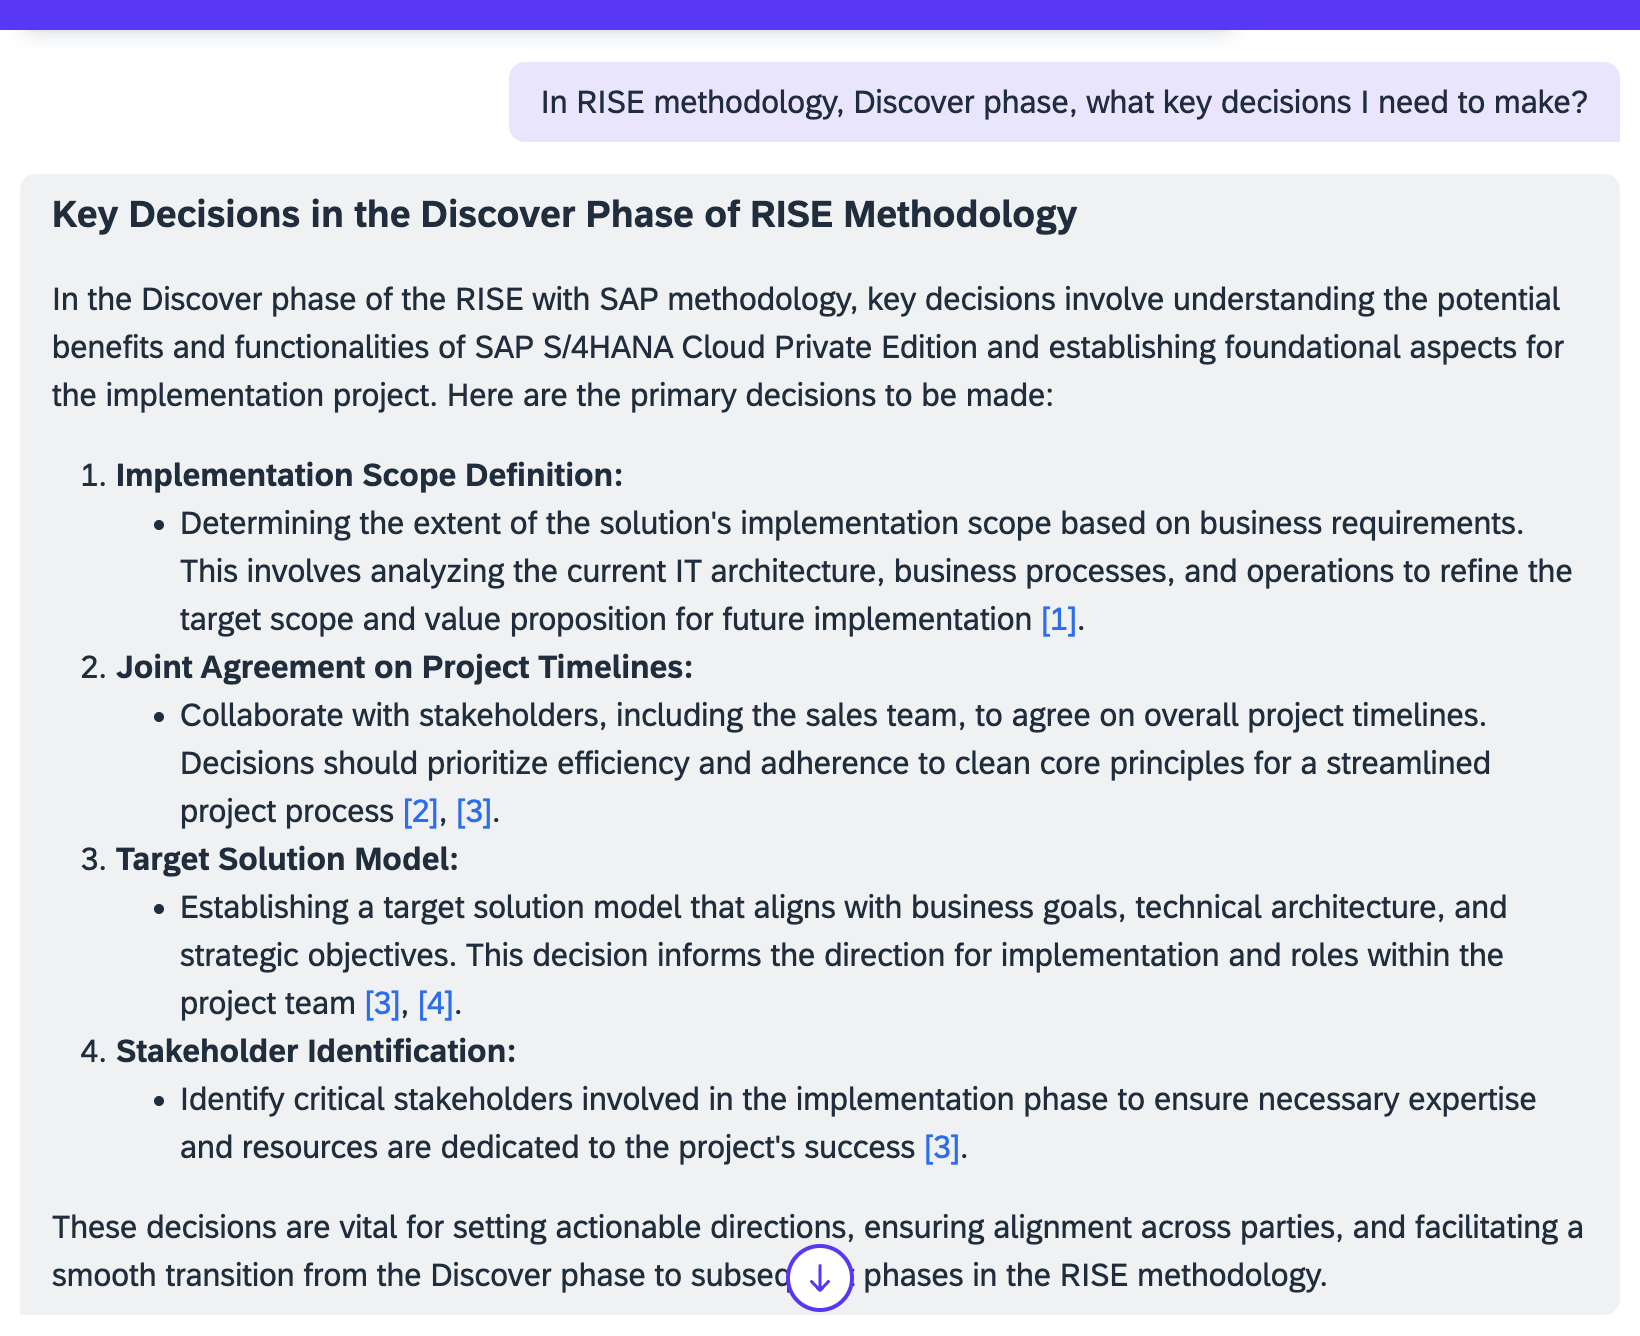 In RISE methodology, Discover phase, what key decisions I need to make?
Key Decisions in the Discover Phase of RISE Methodology
In the Discover phase of the RISE with SAP methodology, key decisions involve understanding the potential
benefits and functionalities of SAP S/4HANA Cloud Private Edition and establishing foundational aspects for
the implementation project. Here are the primary decisions to be made:
1. Implementation Scope Definition:
• Determining the extent of the solution's implementation scope based on business requirements.
This involves analyzing the current IT architecture, business processes, and operations to refine the
target scope and value proposition for future implementation [1].
2. Joint Agreement on Project Timelines:
• Collaborate with stakeholders, including the sales team, to agree on overall project timelines.
Decisions should prioritize efficiency and adherence to clean core principles for a streamlined
project process [2], [3].
3. Target Solution Model:
• Establishing a target solution model that aligns with business goals, technical architecture, and
strategic objectives. This decision informs the direction for implementation and roles within the
project team [3], [4].
4. Stakeholder Identification:
• Identify critical stakeholders involved in the implementation phase to ensure necessary expertise
and resources are dedicated to the project's success [3].
These decisions are vital for setting actionable directions, ensuring alignment across parties, and facilitating a
smooth transition from the Discover phase to phases in the RISE methodology.